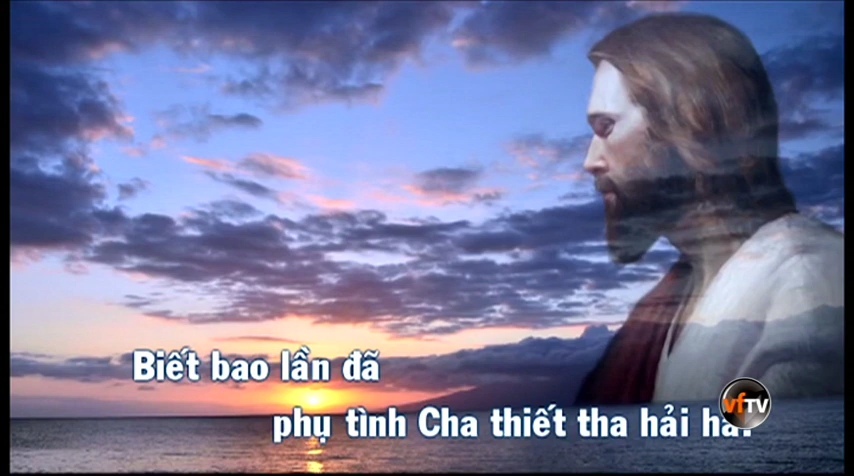 Biết bao lần đã
phụ tình Cha thiết tha hải hà.
vfTV